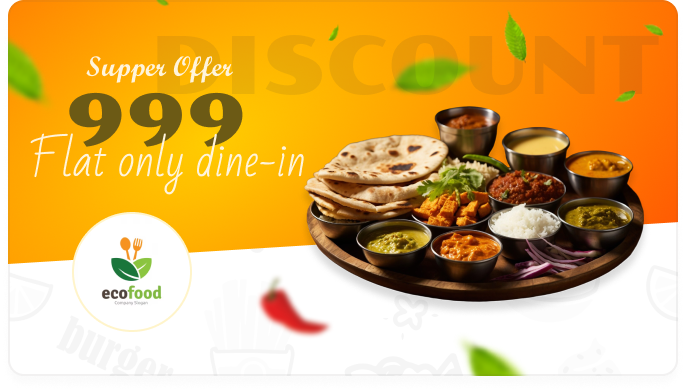 DISCOUNT
Supper Offer
999
Flat only dine-in
ecofood
Company Slogan
burger